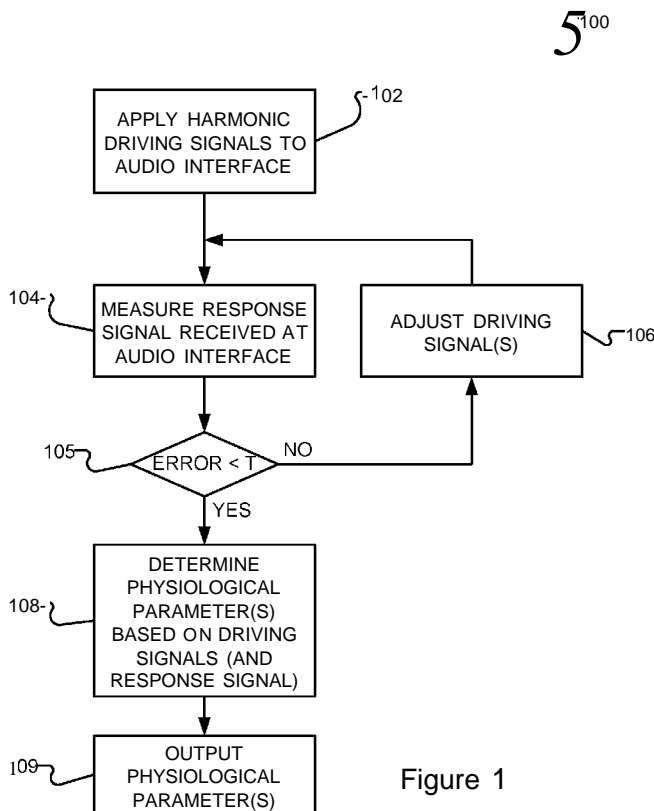 5 100
102
APPLY HARMONIC
DRIVING SIGNALS TO
AUDIO INTERFACE
104-
MEASURE RESPONSE
SIGNAL RECEIVED AT
AUDIO INTERFACE
ADJUST DRIVING
SIGNAL(S)
106
105
ERROR < T
NO
YES
108-
DETERMINE
PHYSIOLOGICAL
PARAMETER(S)
BASED ON DRIVING
SIGNALS (AND
RESPONSE SIGNAL)
109
OUTPUT
PHYSIOLOGICAL
PARAMETER(S)
Figure 1